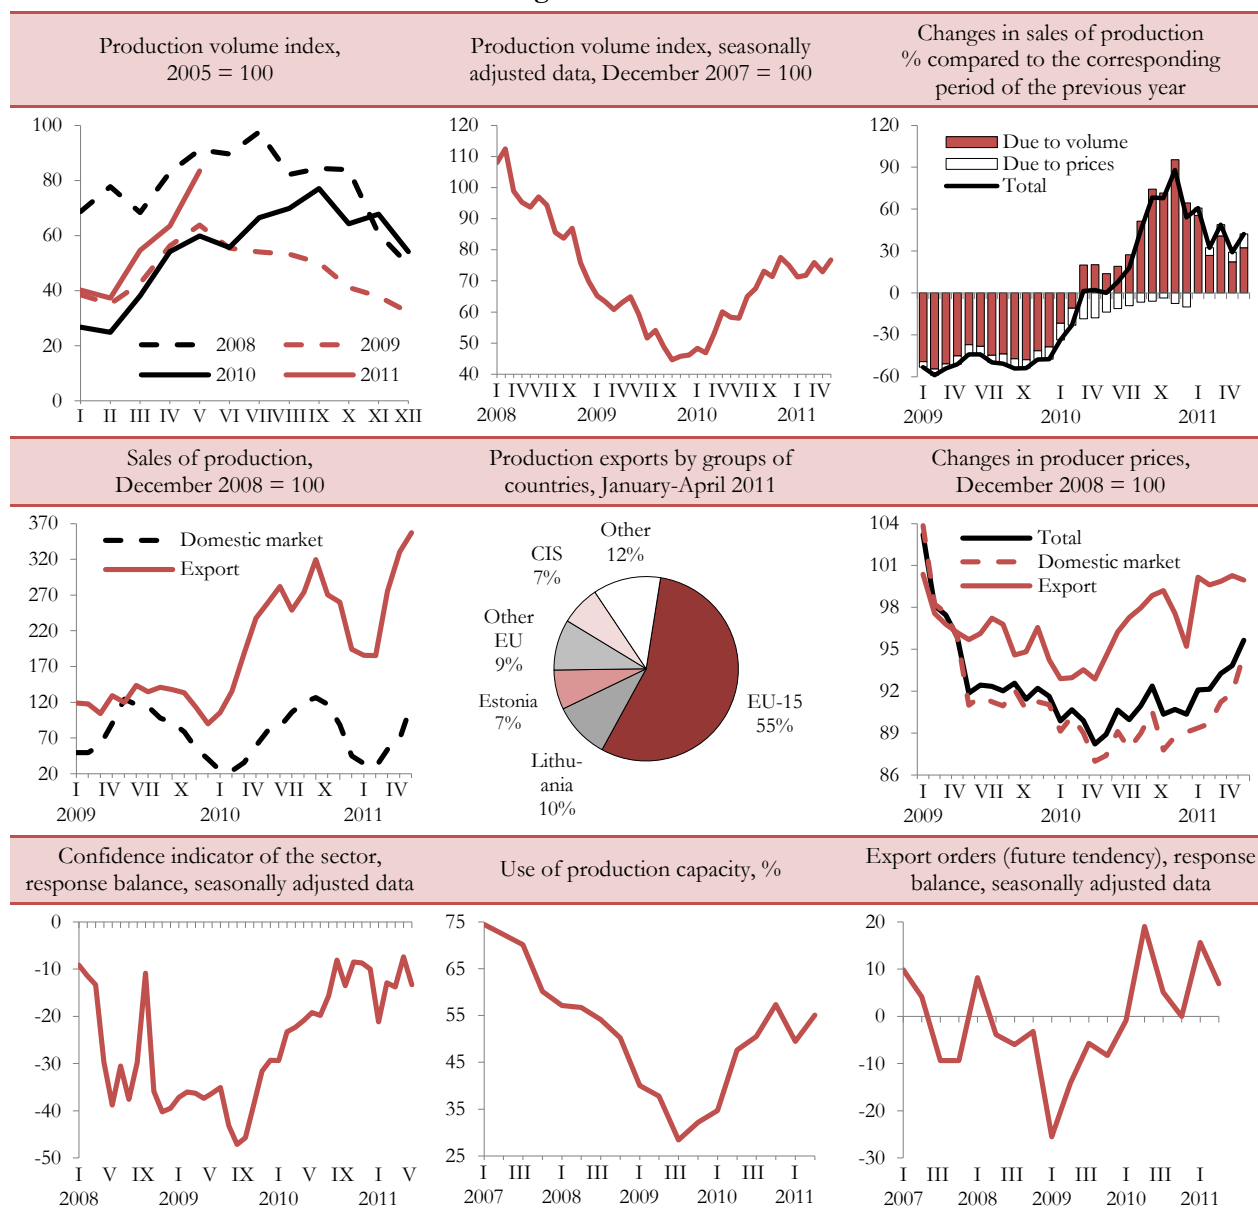 Production volume index,
2005 = 100
Production volume index, seasonally
adjusted data, December 2007 = 100
Changes in sales of production
% compared to the corresponding
period of the previous year
100
80
60
40
20
0
I II III IV V VI VII VIII IX X XI XII
2008
2009
2010
2011
120
110
100
90
80
70
60
50
40
I IV VII X I IV VII X I IV VII X I IV
2008 2009 2010 2011
120
90
60
30
0
-30
-60
Due to volume
Due to prices
Total
I IV VII X I IV VII X I IV
2009 2010 2011
Sales of production,
December 2008 = 100
Production exports by groups of
countries, January-April 2011
Changes in producer prices,
December 2008 = 100
370
320
270
220
170
120
70
20
Domestic market
Export
I IV VII X I IV VII X I IV
2009 2010 2011
Other
12%
CIS
7%
Other
EU
9%
Estonia
7%
Lithu-
ania
10%
EU-15
55%
104
101
98
95
92
89
86
Total
Domestic market
Export
I IV VII X I IV VII X I IV
2009 2010 2011
Confidence indicator of the sector,
response balance, seasonally adjusted data
Use of production capacity, %
Export orders (future tendency), response
balance, seasonally adjusted data
0
-10
-20
-30
-40
-50
I V IX I V IX I V IX I V
2008 2009 2010 2011
75
65
55
45
35
25
I III I III I III I III I
2007 2008 2009 2010 2011
20
10
0
-10
-20
-30
I III I III I III I III I
2007 2008 2009 2010 2011